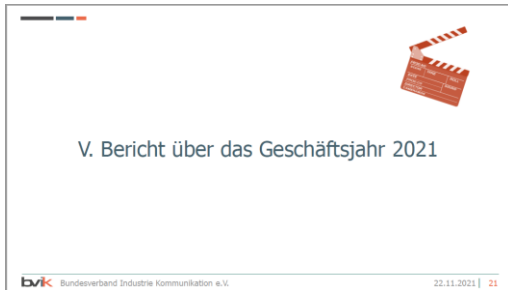 V. Bericht über das Geschäftsjahr 2021
bvik Bundesverband Industrie Kommunikation e.V.
22.11.2021 | 21